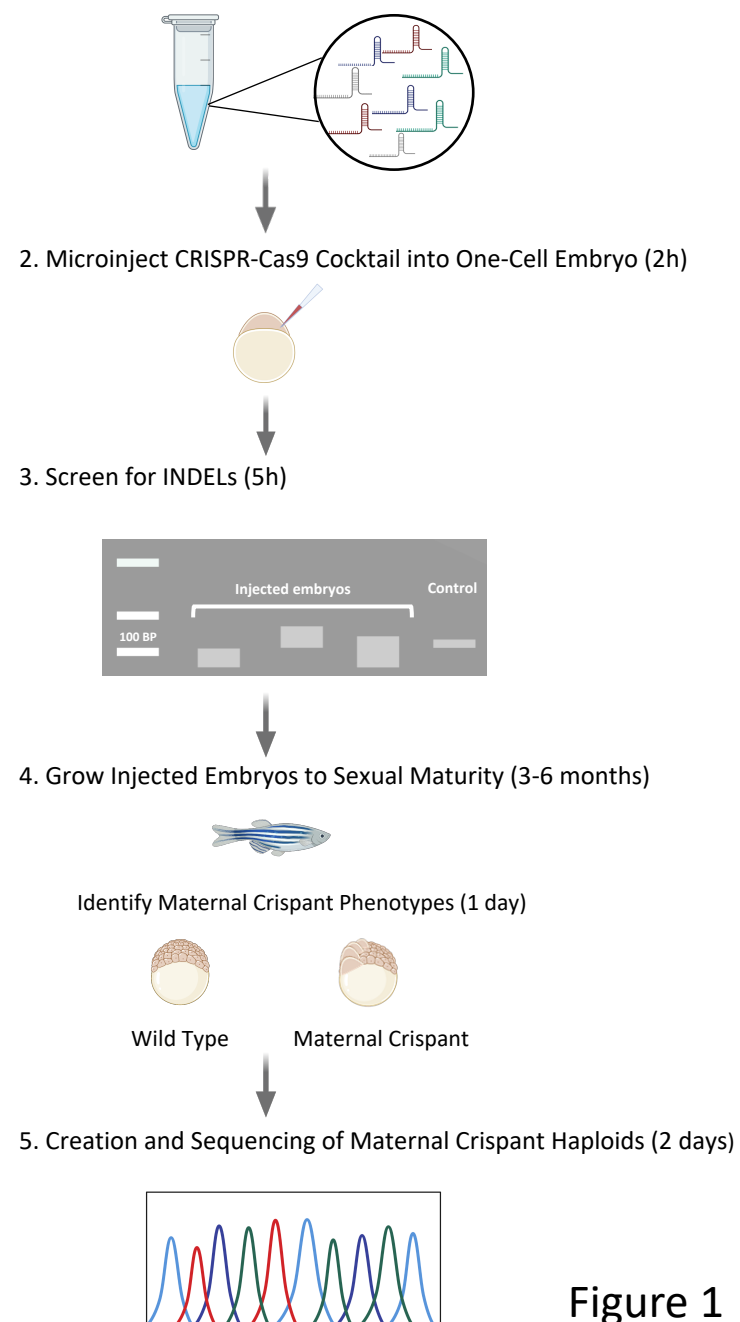 2. Microinject CRISPR-Cas9 Cocktail into One-Cell Embryo (2h)
3. Screen for INDELs (5h)
Injected embryos
Control
100 BP
4. Grow Injected Embryos to Sexual Maturity (3-6 months)
Identify Maternal Crispant Phenotypes (1 day)
Wild Type
Maternal Crispant
5. Creation and Sequencing of Maternal Crispant Haploids (2 days)
Figure 1